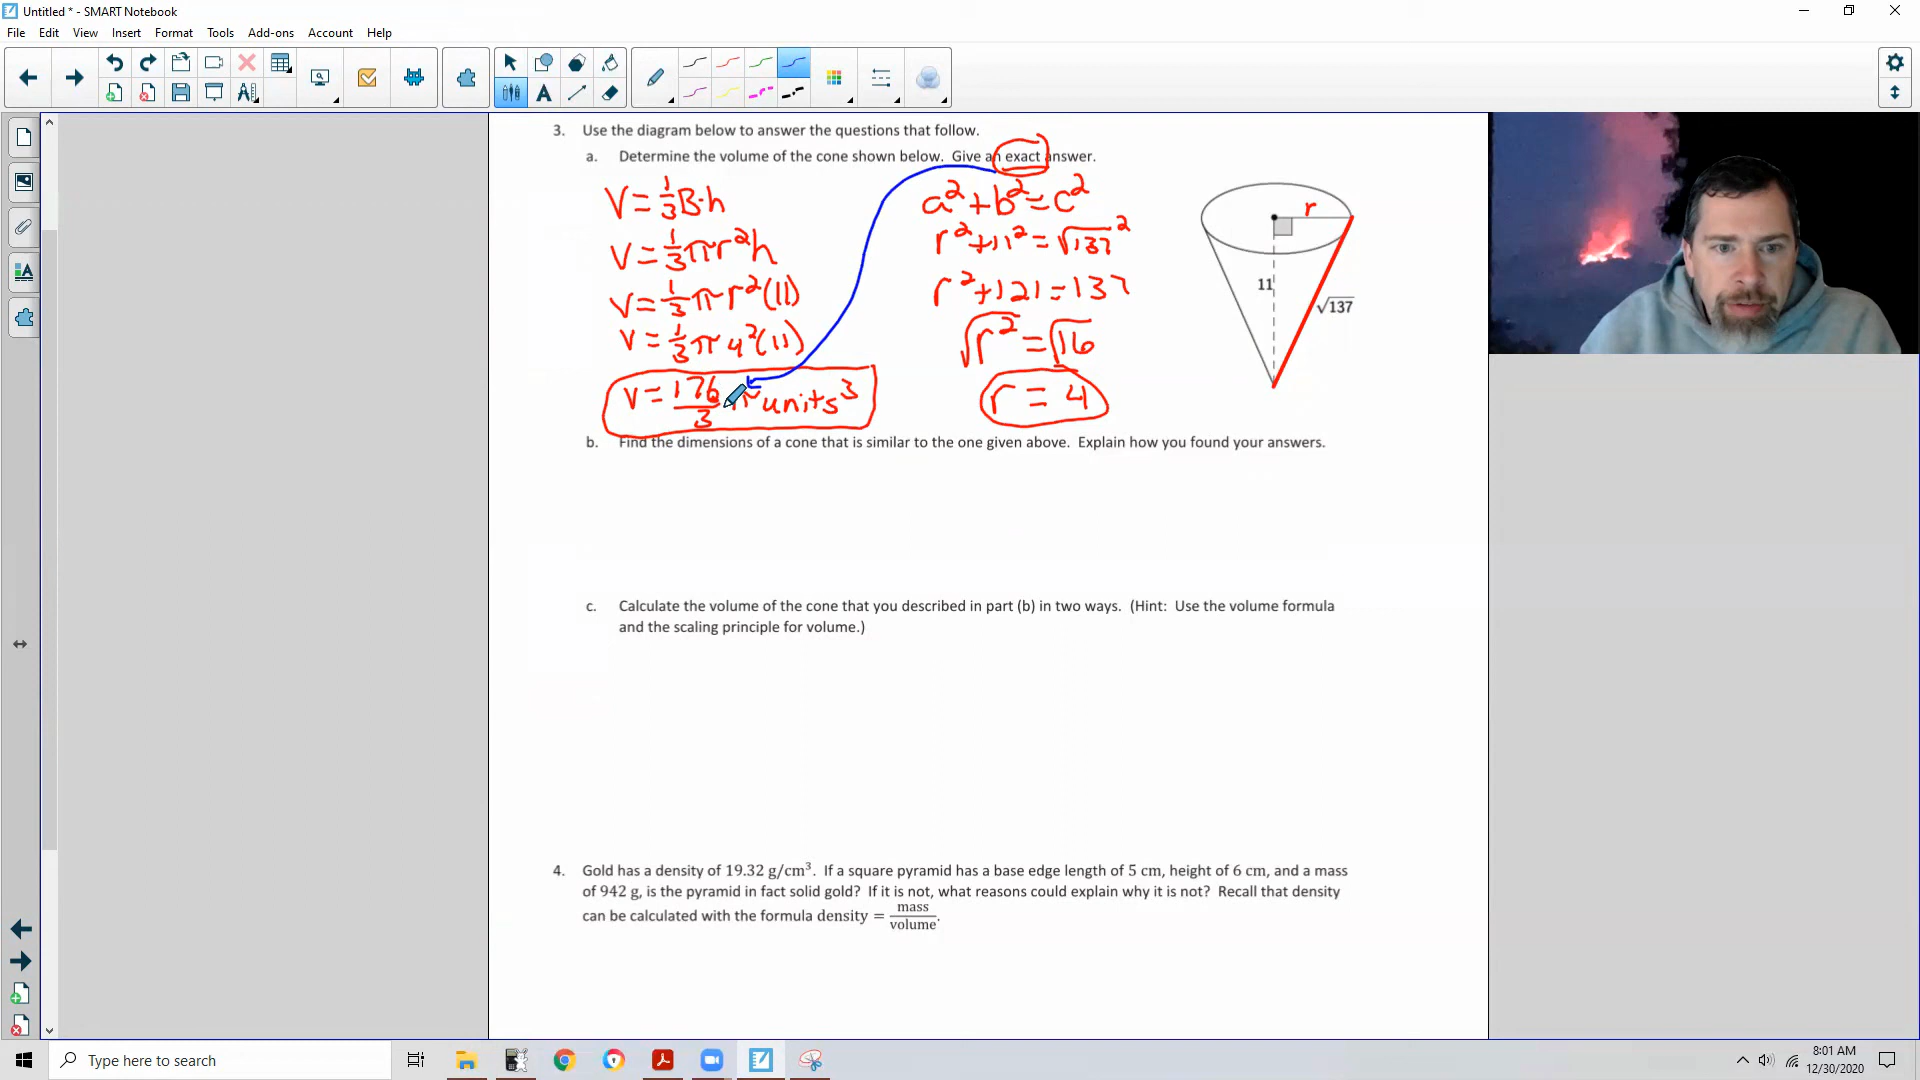 Untitled * - SMART Notebook
File Edit View Insert Format Tools Add-ons Account Help
3. Use the diagram below to answer the questions that follow.
a. Determine the volume of the cone shown below. Give an exact answer.
V = 1/3 B·h
V = 1/3 πr²h
V = 1/3 π r²(11)
V = 1/3 π 4²(11)
V = 176/3 π units³
a² + b² = c²
r² + 11² = √137²
r² + 121 = 137
√r² = √16
r = 4
r
11
√137
b. Find the dimensions of a cone that is similar to the one given above. Explain how you found your answers.
c. Calculate the volume of the cone that you described in part (b) in two ways. (Hint: Use the volume formula
and the scaling principle for volume.)
4. Gold has a density of 19.32 g/cm³. If a square pyramid has a base edge length of 5 cm, height of 6 cm, and a mass
of 942 g, is the pyramid in fact solid gold? If it is not, what reasons could explain why it is not? Recall that density
can be calculated with the formula density = mass/volume.
Type here to search
8:01 AM
12/30/2020